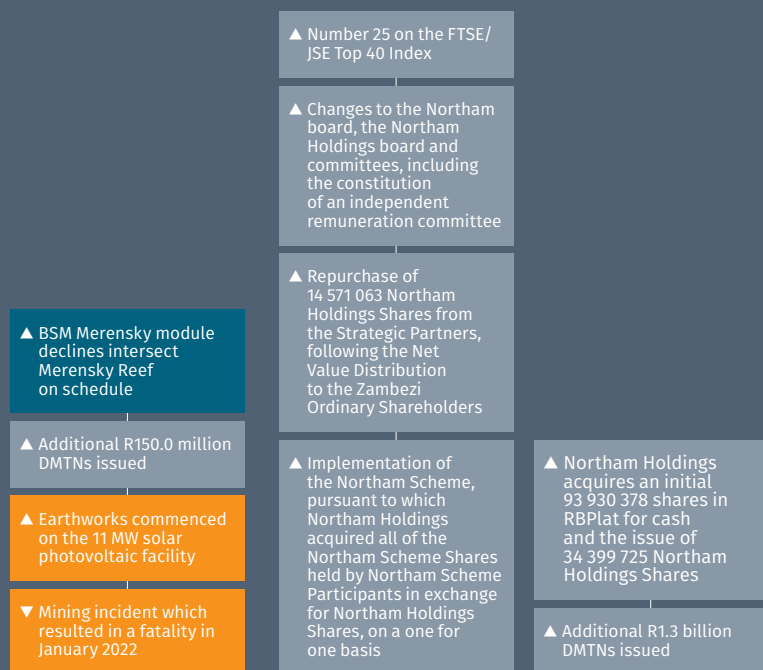 ▲ BSM Merensky module
declines intersect
Merensky Reef
on schedule
▲ Additional R150.0 million
DMTNs issued
▲ Earthworks commenced
on the 11 MW solar
photovoltaic facility
▼ Mining incident which
resulted in a fatality in
January 2022
▲ Number 25 on the FTSE/
JSE Top 40 Index
▲ Changes to the Northam
board, the Northam
Holdings board and
committees, including
the constitution
of an independent
remuneration committee
▲ Repurchase of
14 571 063 Northam
Holdings Shares from
the Strategic Partners,
following the Net
Value Distribution
to the Zambezi
Ordinary Shareholders
▲ Implementation of
the Northam Scheme,
pursuant to which
Northam Holdings
acquired all of the
Northam Scheme Shares
held by Northam Scheme
Participants in exchange
for Northam Holdings
Shares, on a one for
one basis
▲ Northam Holdings
acquires an initial
93 930 378 shares in
RBPlat for cash
and the issue of
34 399 725 Northam
Holdings Shares
▲ Additional R1.3 billion
DMTNs issued